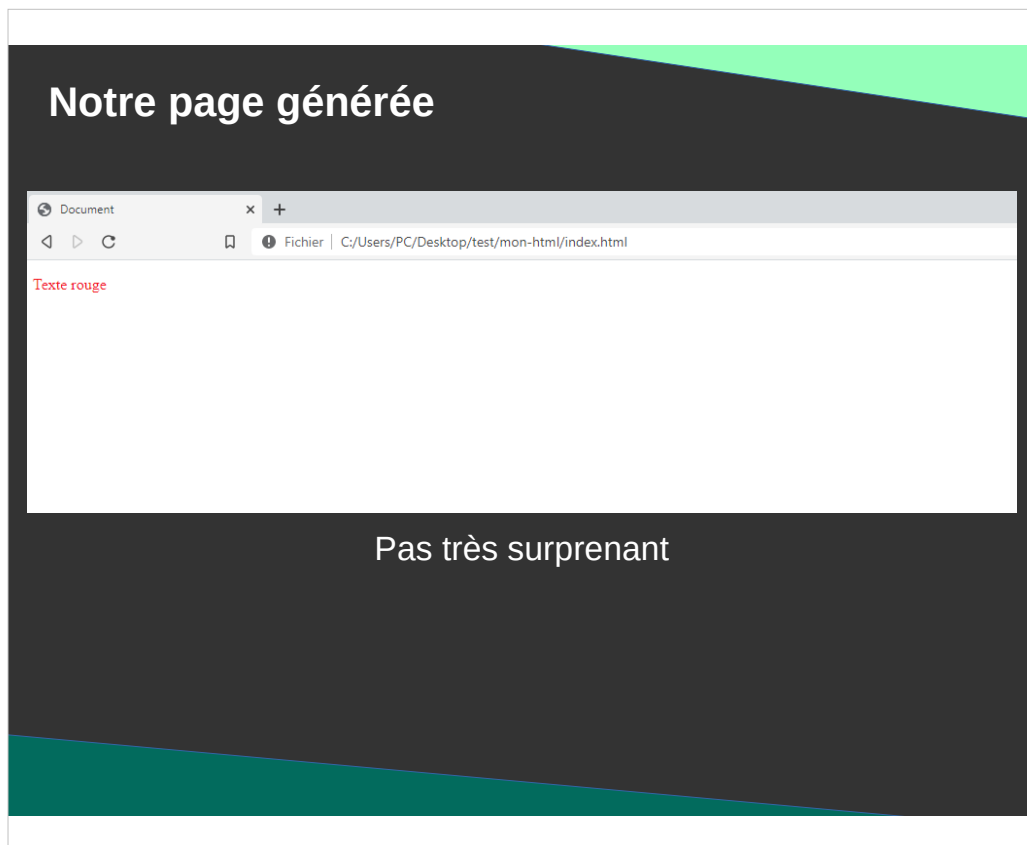 Notre page générée
Document
Fichier C:/Users/PC/Desktop/test/mon-html/index.html
Texte rouge
Pas très surprenant